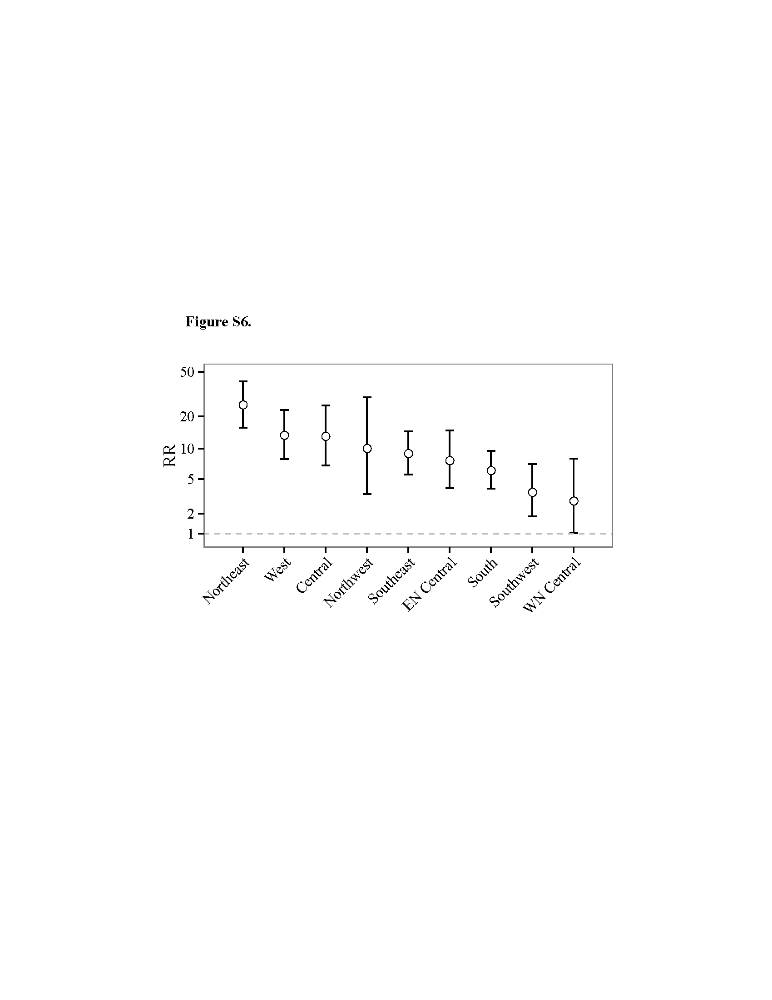 Figure S6.
50
20
10
5
2
1
RR
Northeast
West
Central
Northwest
Southeast
EN Central
South
Southwest
WN Central